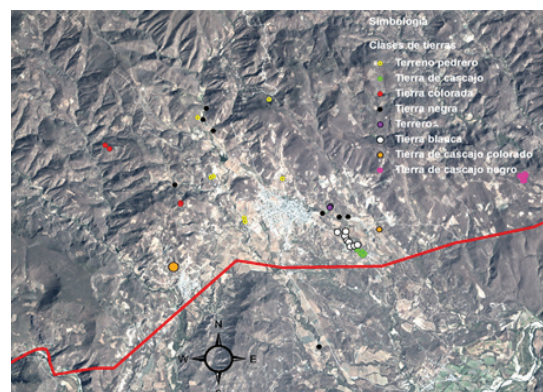 Simbología
Clases de tierras
Terreno pedrero
Tierra de cascajo
Tierra colorada
Tierra negra
Terrero
Tierra blanca
Tierra de cascajo colorado
Tierra de cascajo negro
N
W E
S